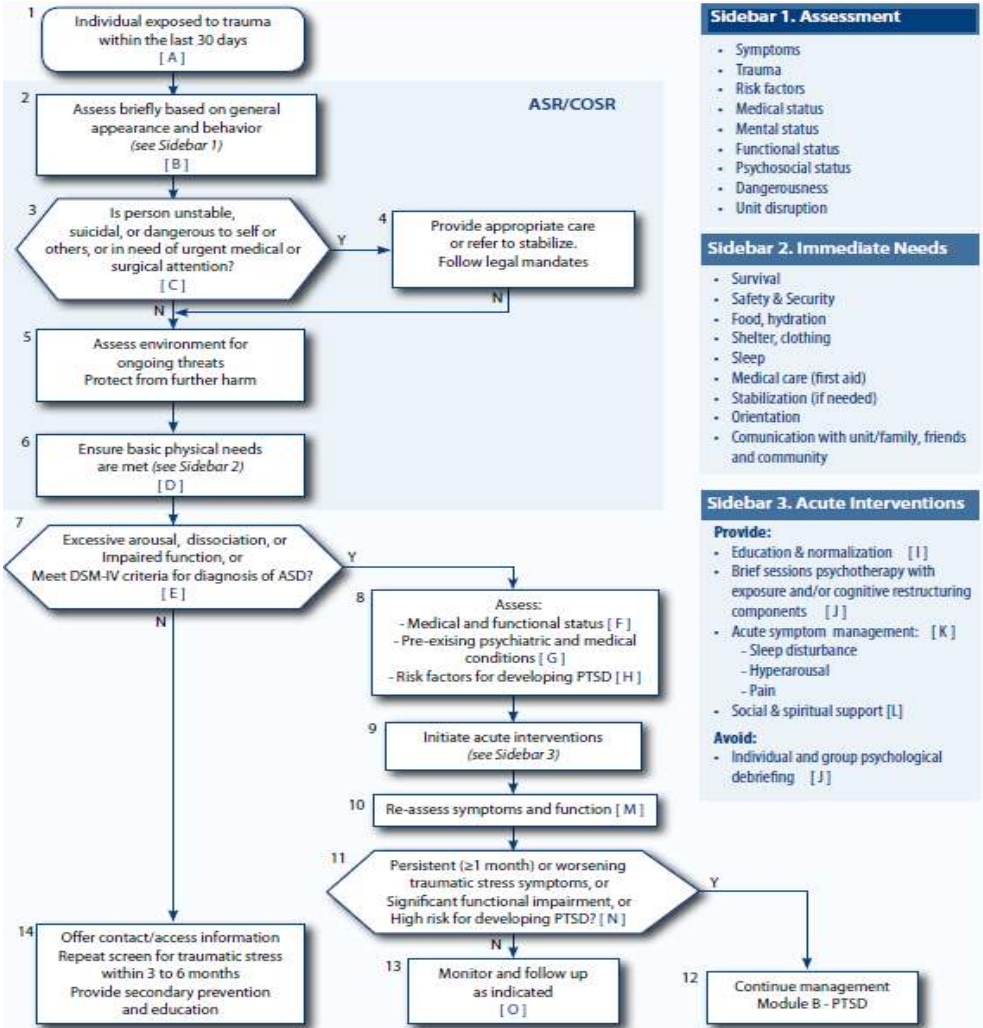 1
Individual exposed to trauma
within the last 30 days
[ A ]
ASR/COSR
2
Assess briefly based on general
appearance and behavior
(see Sidebar 1)
[ B ]
3
Is person unstable,
suicidal, or dangerous to self or
others, or in need of urgent medical or
surgical attention?
[ C ]
Y
N
4
Provide appropriate care
or refer to stabilize.
Follow legal mandates
N
5
Assess environment for
ongoing threats
Protect from further harm
6
Ensure basic physical needs
are met (see Sidebar 2)
[ D ]
7
Excessive arousal, dissociation, or
Impaired function, or
Meet DSM-IV criteria for diagnosis of ASD?
[ E ]
Y
N
8
Assess:
- Medical and functional status [ F ]
- Pre-exising psychiatric and medical
conditions [ G ]
- Risk factors for developing PTSD [ H ]
9
Initiate acute interventions
(see Sidebar 3)
10
Re-assess symptoms and function [ M ]
11
Persistent (≥1 month) or worsening
traumatic stress symptoms, or
Significant functional impairment, or
High risk for developing PTSD? [ N ]
Y
N
14
Offer contact/access information
Repeat screen for traumatic stress
within 3 to 6 months
Provide secondary prevention
and education
13
Monitor and follow up
as indicated
[ O ]
12
Continue management
Module B - PTSD
Sidebar 1. Assessment
• Symptoms
• Trauma
• Risk factors
• Medical status
• Mental status
• Functional status
• Psychosocial status
• Dangerousness
• Unit disruption
Sidebar 2. Immediate Needs
• Survival
• Safety & Security
• Food, hydration
• Shelter, clothing
• Sleep
• Medical care (first aid)
• Stabilization (if needed)
• Orientation
• Comunication with unit/family, friends
and community
Sidebar 3. Acute Interventions
Provide:
• Education & normalization [ I ]
• Brief sessions psychotherapy with
exposure and/or cognitive restructuring
components [ J ]
• Acute symptom management: [ K ]
- Sleep disturbance
- Hyperarousal
- Pain
• Social & spiritual support [L]
Avoid:
• Individual and group psychological
debriefing [ J ]